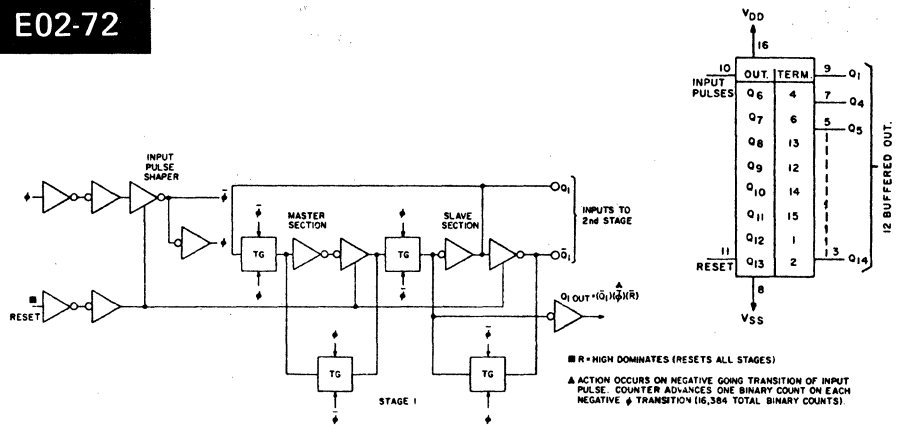 E02-72
φ
INPUT
PULSE
SHAPER
φ̄
φ
RESET
φ̄
TG
φ
MASTER
SECTION
φ
TG
φ̄
SLAVE
SECTION
Q1
Q̄1
INPUTS TO
2nd STAGE
Q1 OUT=(Q̄1)(φ̄)(R̄)
▲
φ
TG
φ̄
STAGE 1
φ̄
TG
φ
■ R = HIGH DOMINATES (RESETS ALL STAGES)
▲ ACTION OCCURS ON NEGATIVE GOING TRANSITION OF INPUT
PULSE. COUNTER ADVANCES ONE BINARY COUNT ON EACH
NEGATIVE φ TRANSITION (16,384 TOTAL BINARY COUNTS).
VDD
16
10
INPUT
PULSES
OUT. TERM.
Q6 4
Q7 6
Q8 13
Q9 12
Q10 14
Q11 15
Q12 1
Q13 2
9 Q1
7 Q4
5 Q5
3 Q14
12 BUFFERED OUT.
11
RESET
8
VSS